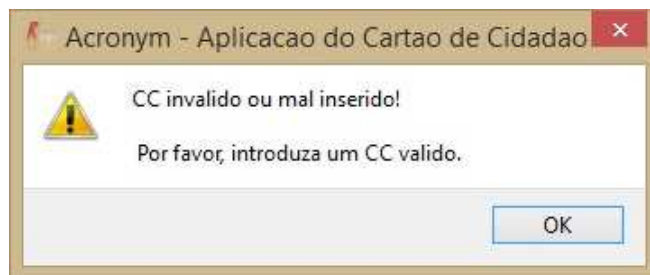 Acronym - Aplicacao do Cartao de Cidadao
CC invalido ou mal inserido!
Por favor, introduza um CC valido.
OK